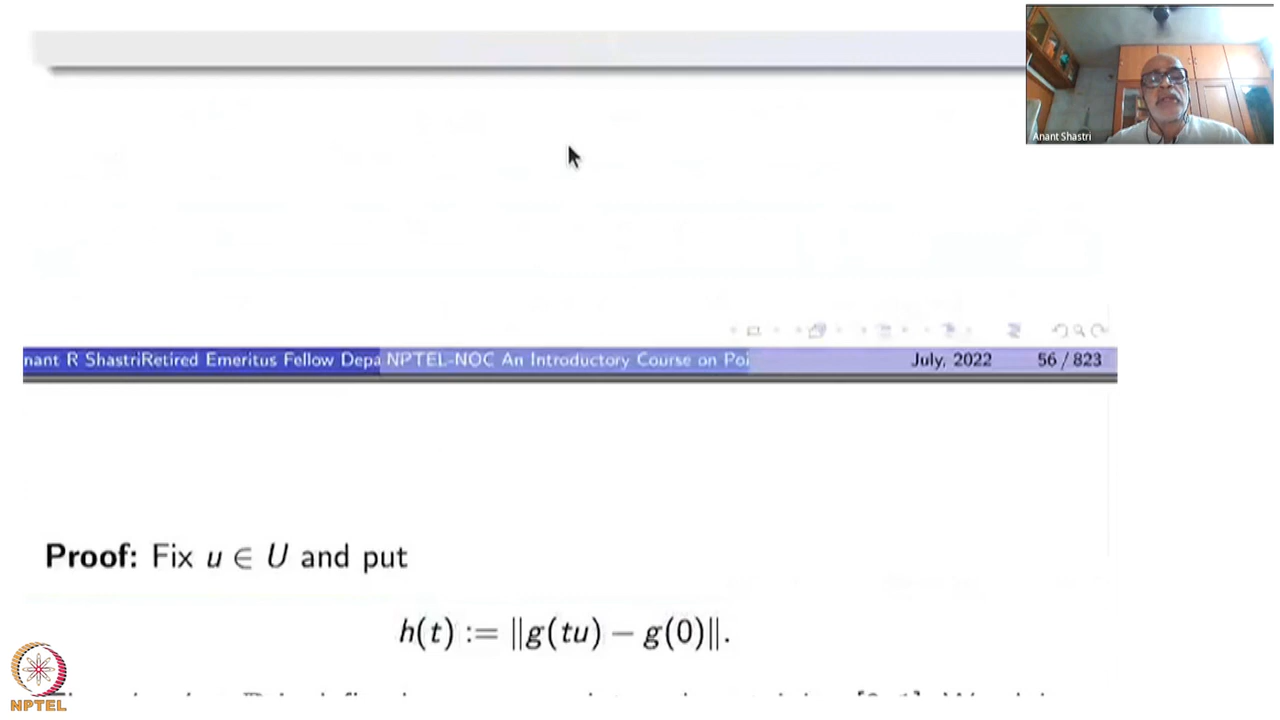 Anant Shastri
nant R ShastriRetired Emeritus Fellow Depa NPTEL-NOC An Introductory Course on Poi July, 2022 56 / 823
Proof: Fix u ∈ U and put
h(t) := ‖g(tu) − g(0)‖.
NPTEL